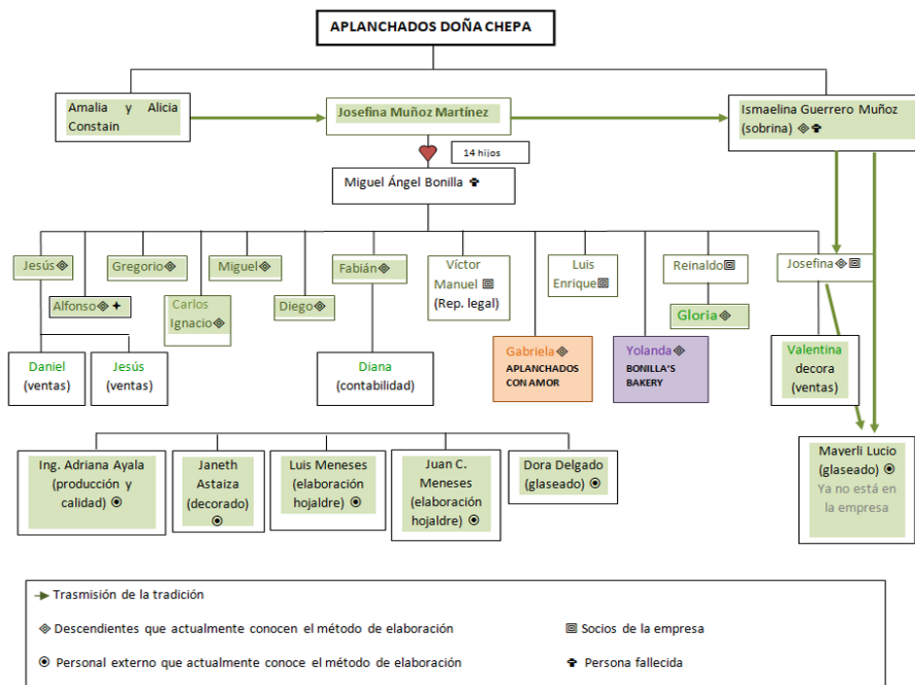 APLANCHADOS DOÑA CHEPA
Amalia y Alicia
Constain
Josefina Muñoz Martínez
Ismaelina Guerrero Muñoz
(sobrina)
14 hijos
Miguel Ángel Bonilla
Jesús
Gregorio
Miguel
Fabián
Víctor
Manuel
(Rep. legal)
Luis
Enrique
Reinaldo
Josefina
Alfonso
Carlos
Ignacio
Diego
Gloria
Daniel
(ventas)
Jesús
(ventas)
Diana
(contabilidad)
Gabriela
APLANCHADOS
CON AMOR
Yolanda
BONILLA'S
BAKERY
Valentina
decora
(ventas)
Ing. Adriana Ayala
(producción y
calidad)
Janeth
Astaiza
(decorado)
Luis Meneses
(elaboración
hojaldre)
Juan C.
Meneses
(elaboración
hojaldre)
Dora Delgado
(glaseado)
Maverli Lucio
(glaseado)
Ya no está en
la empresa
Trasmisión de la tradición
Descendientes que actualmente conocen el método de elaboración
Socios de la empresa
Personal externo que actualmente conoce el método de elaboración
Persona fallecida